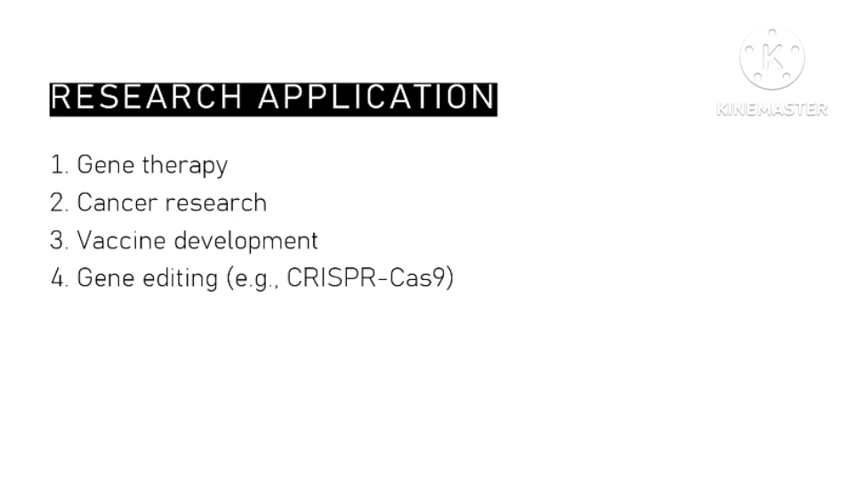 RESEARCH APPLICATION
1. Gene therapy
2. Cancer research
3. Vaccine development
4. Gene editing (e.g., CRISPR-Cas9)
K
KINEMASTER